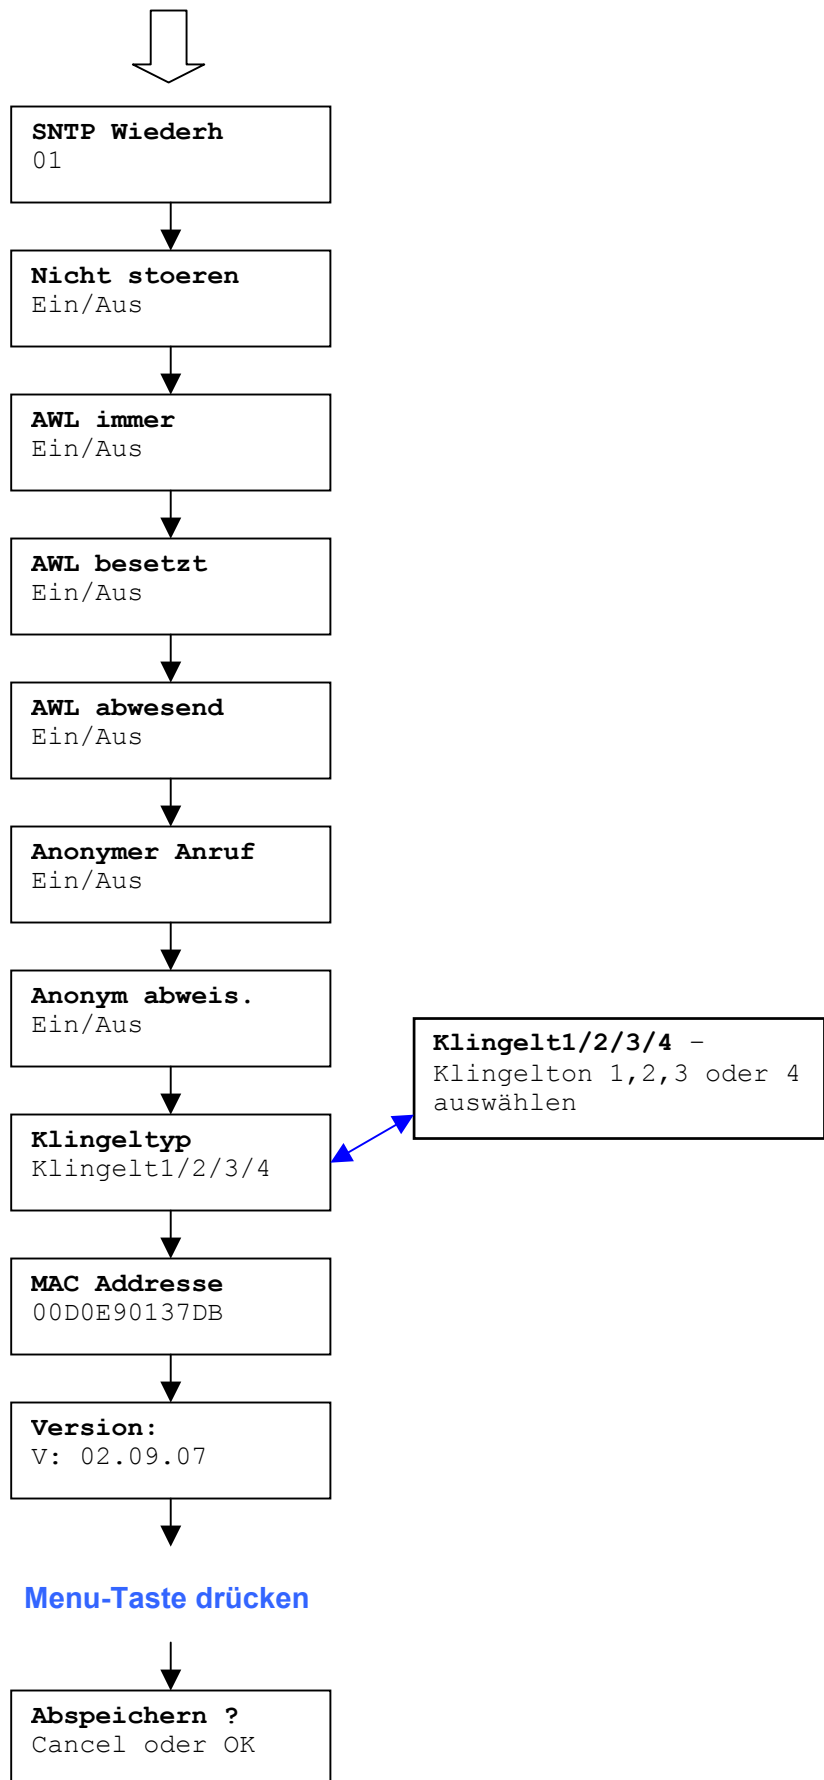 SNTP Wiederh
01
Nicht stoeren
Ein/Aus
AWL immer
Ein/Aus
AWL besetzt
Ein/Aus
AWL abwesend
Ein/Aus
Anonymer Anruf
Ein/Aus
Anonym abweis.
Ein/Aus
Klingeltyp
Klingelt1/2/3/4
Klingelt1/2/3/4 –
Klingelton 1,2,3 oder 4
auswählen
MAC Addresse
00D0E90137DB
Version:
V: 02.09.07
Menu-Taste drücken
Abspeichern ?
Cancel oder OK